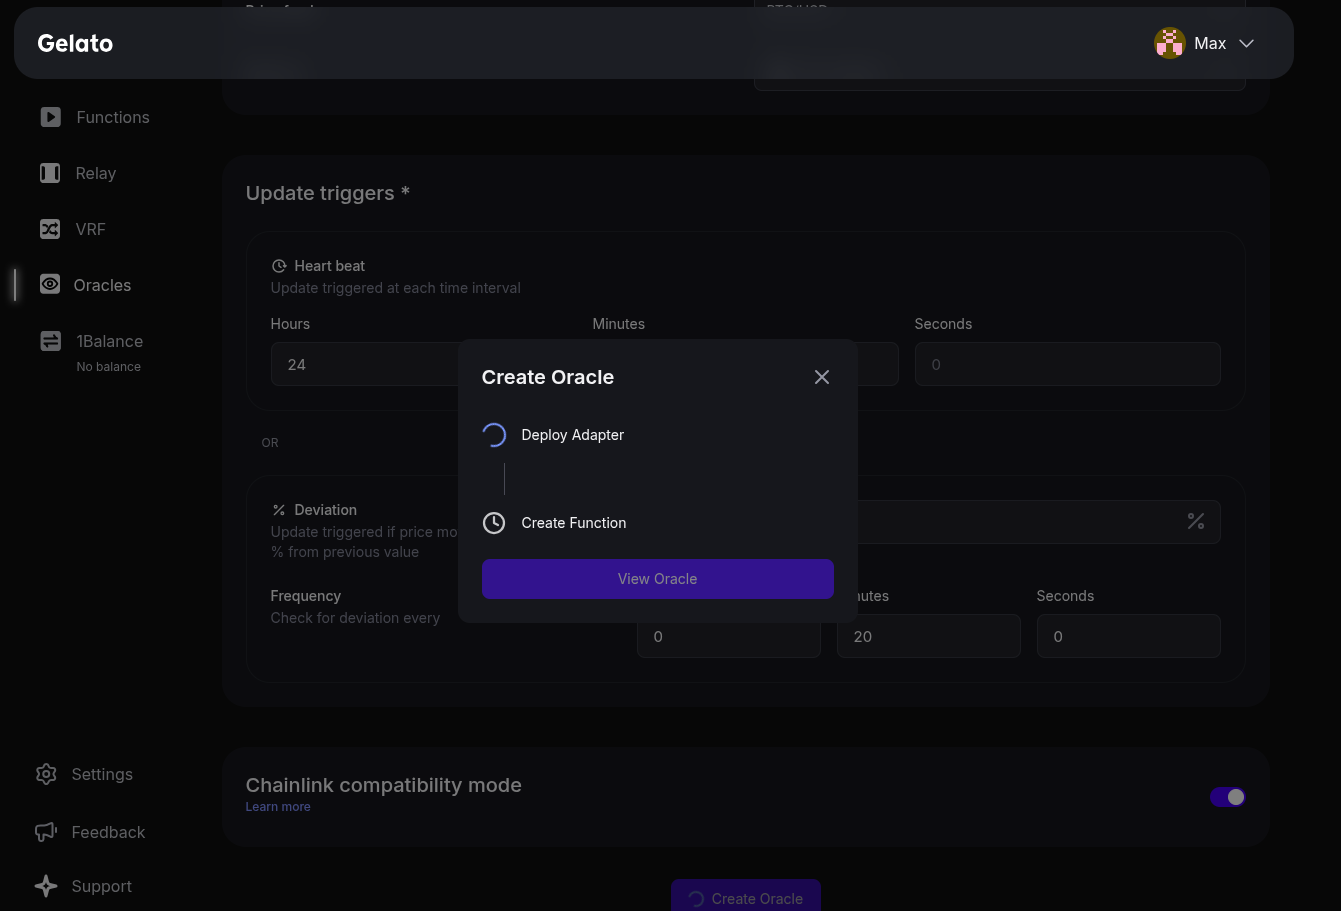 Gelato
Max
Functions
Relay
VRF
Oracles
1Balance
No balance
Settings
Feedback
Support
BTC/USD
Update triggers *
Heart beat
Update triggered at each time interval
Hours
Minutes
Seconds
24
0
OR
Deviation
Update triggered if price mo
% from previous value
%
Frequency
Check for deviation every
nutes
Seconds
0
20
0
Create Oracle
Deploy Adapter
Create Function
View Oracle
Chainlink compatibility mode
Learn more
Create Oracle